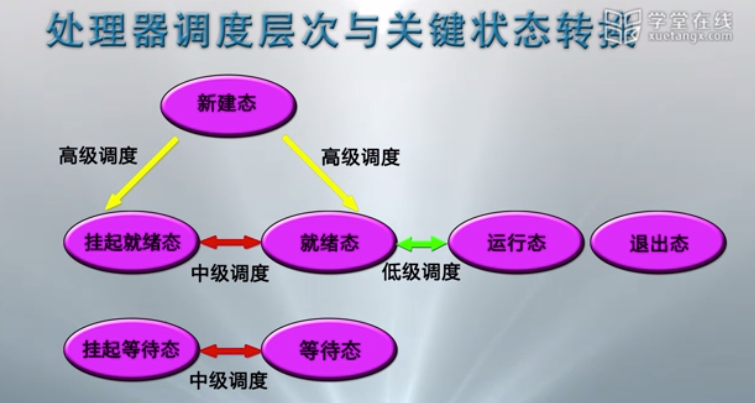 处理器调度层次与关键状态转换
学堂在线
xuetangx.com
新建态
高级调度
高级调度
挂起就绪态
就绪态
运行态
退出态
中级调度
低级调度
挂起等待态
等待态
中级调度